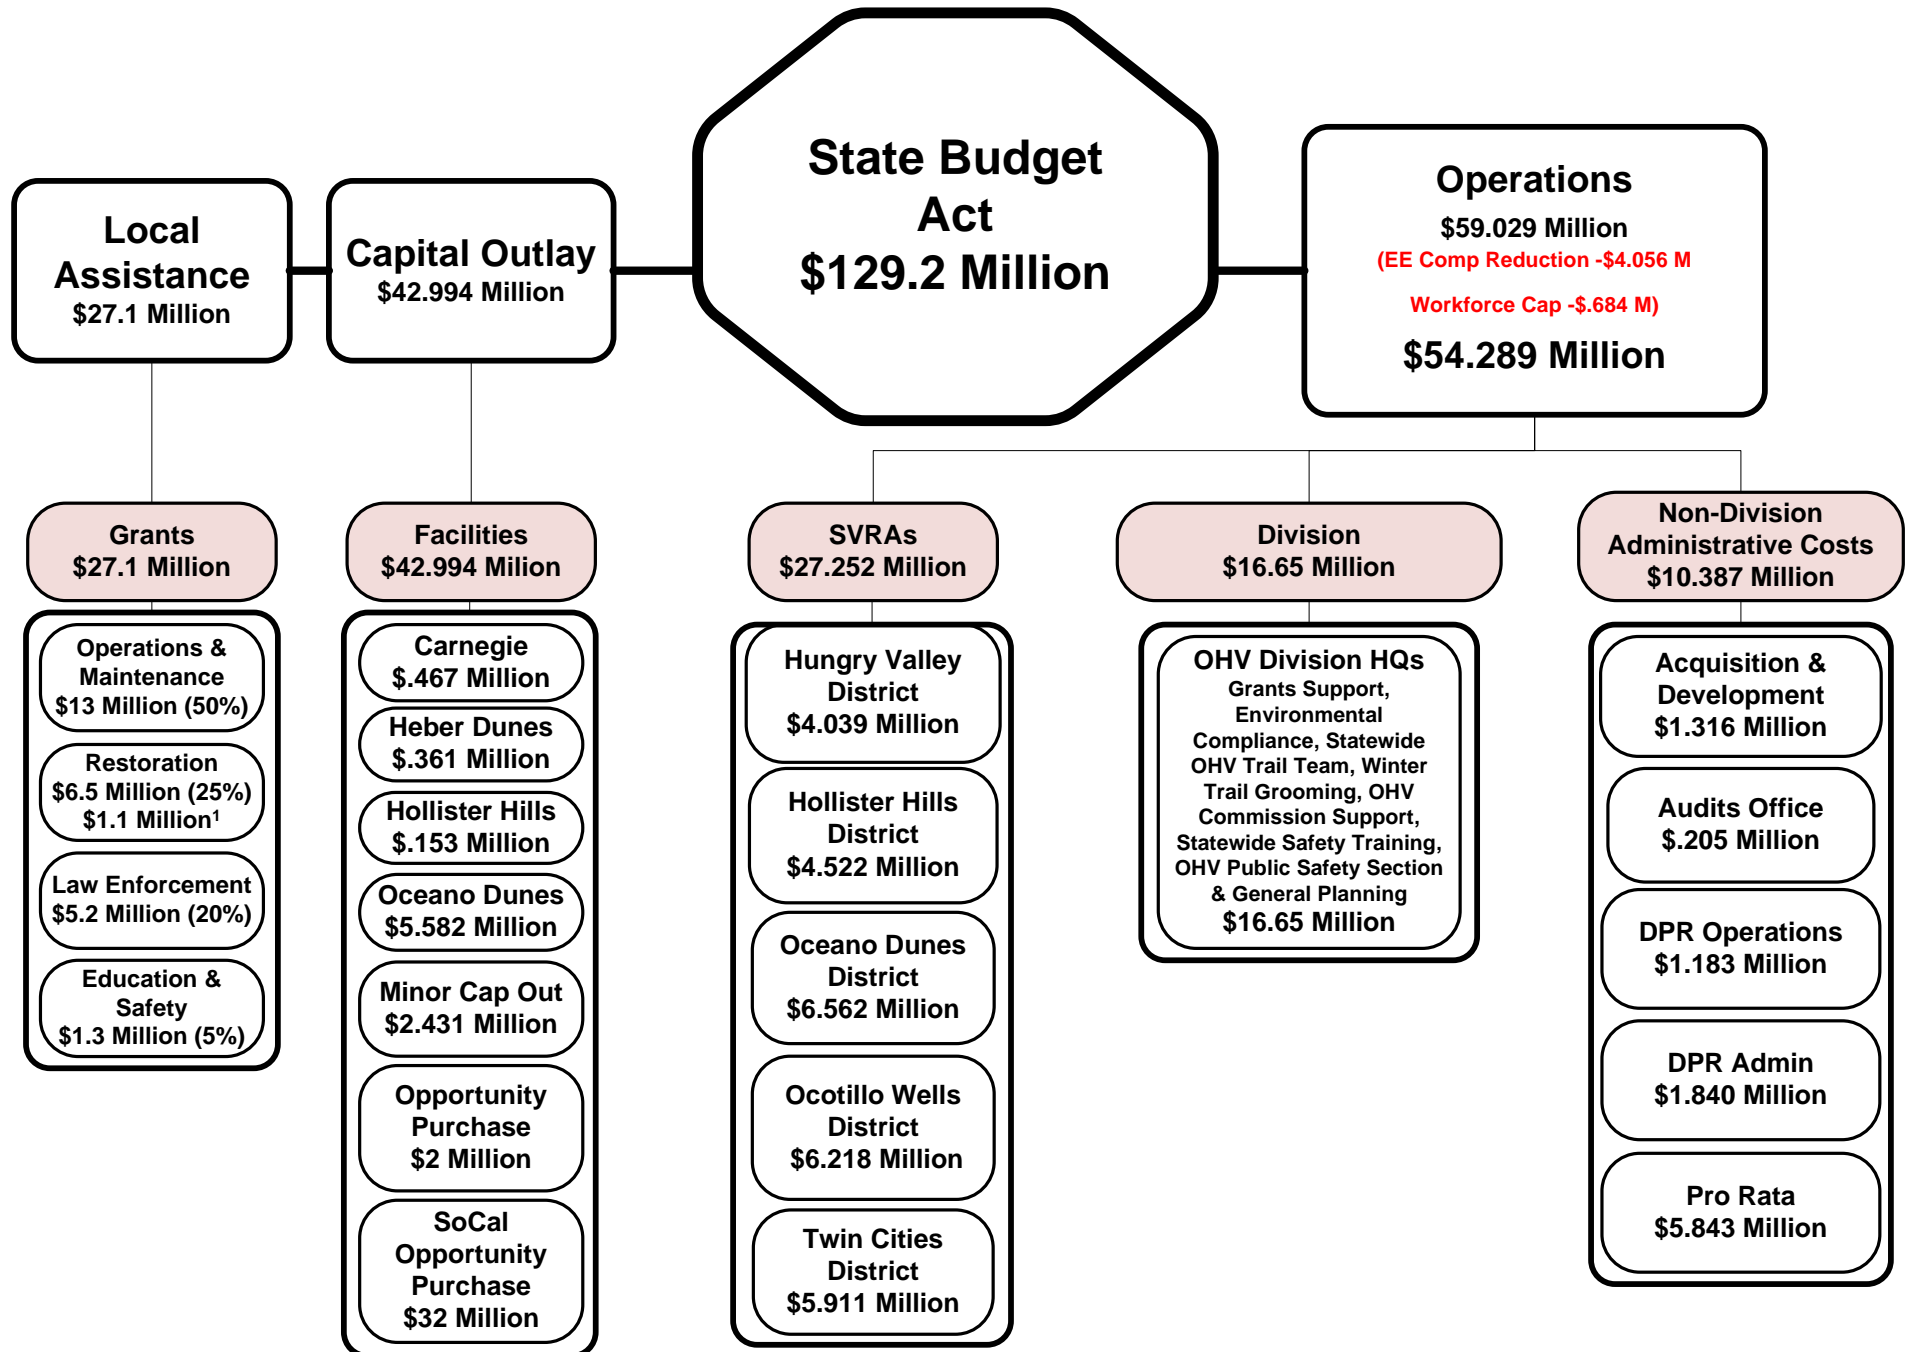 State Budget
Act
$129.2 Million
Local
Assistance
$27.1 Million
Capital Outlay
$42.994 Million
Operations
$59.029 Million
(EE Comp Reduction -$4.056 M
Workforce Cap -$.684 M)
$54.289 Million
Grants
$27.1 Million
Facilities
$42.994 Milion
SVRAs
$27.252 Million
Division
$16.65 Million
Non-Division
Administrative Costs
$10.387 Million
Operations &
Maintenance
$13 Million (50%)
Restoration
$6.5 Million (25%)
$1.1 Million¹
Law Enforcement
$5.2 Million (20%)
Education &
Safety
$1.3 Million (5%)
Carnegie
$.467 Million
Heber Dunes
$.361 Million
Hollister Hills
$.153 Million
Oceano Dunes
$5.582 Million
Minor Cap Out
$2.431 Million
Opportunity
Purchase
$2 Million
SoCal
Opportunity
Purchase
$32 Million
Hungry Valley
District
$4.039 Million
Hollister Hills
District
$4.522 Million
Oceano Dunes
District
$6.562 Million
Ocotillo Wells
District
$6.218 Million
Twin Cities
District
$5.911 Million
OHV Division HQs
Grants Support,
Environmental
Compliance, Statewide
OHV Trail Team, Winter
Trail Grooming, OHV
Commission Support,
Statewide Safety Training,
OHV Public Safety Section
& General Planning
$16.65 Million
Acquisition &
Development
$1.316 Million
Audits Office
$.205 Million
DPR Operations
$1.183 Million
DPR Admin
$1.840 Million
Pro Rata
$5.843 Million